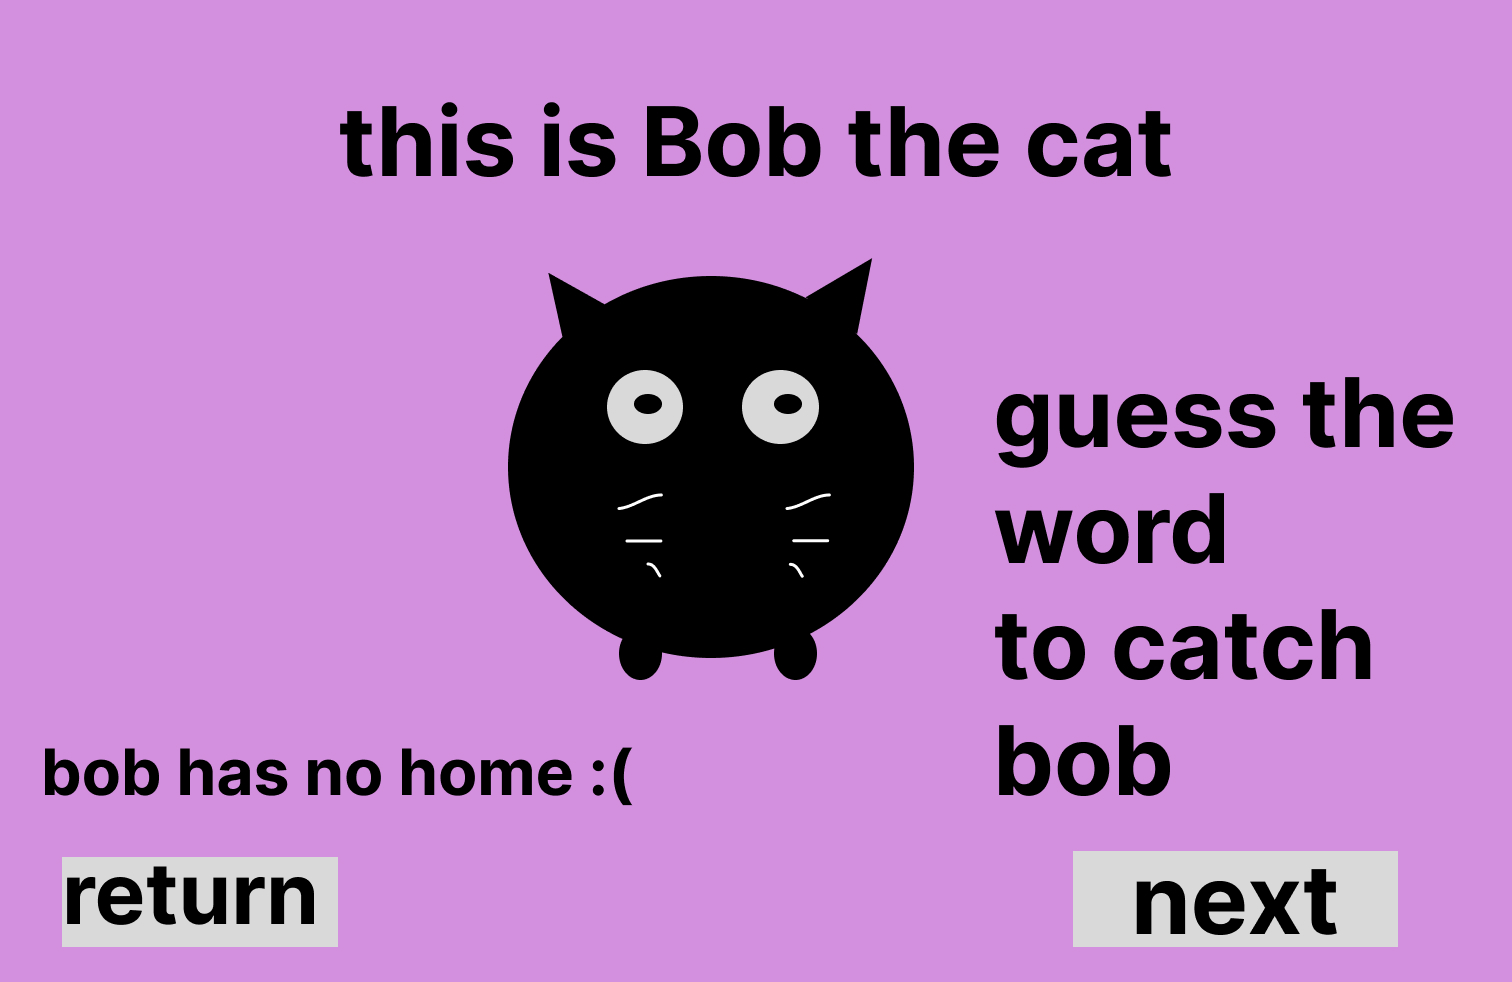 this is Bob the cat
guess the
word
to catch
bob
bob has no home :(
return
next